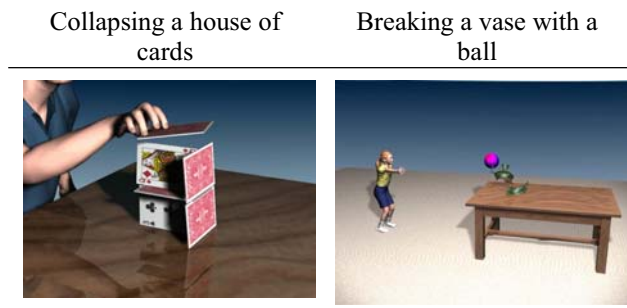 Collapsing a house of
cards
Breaking a vase with a
ball